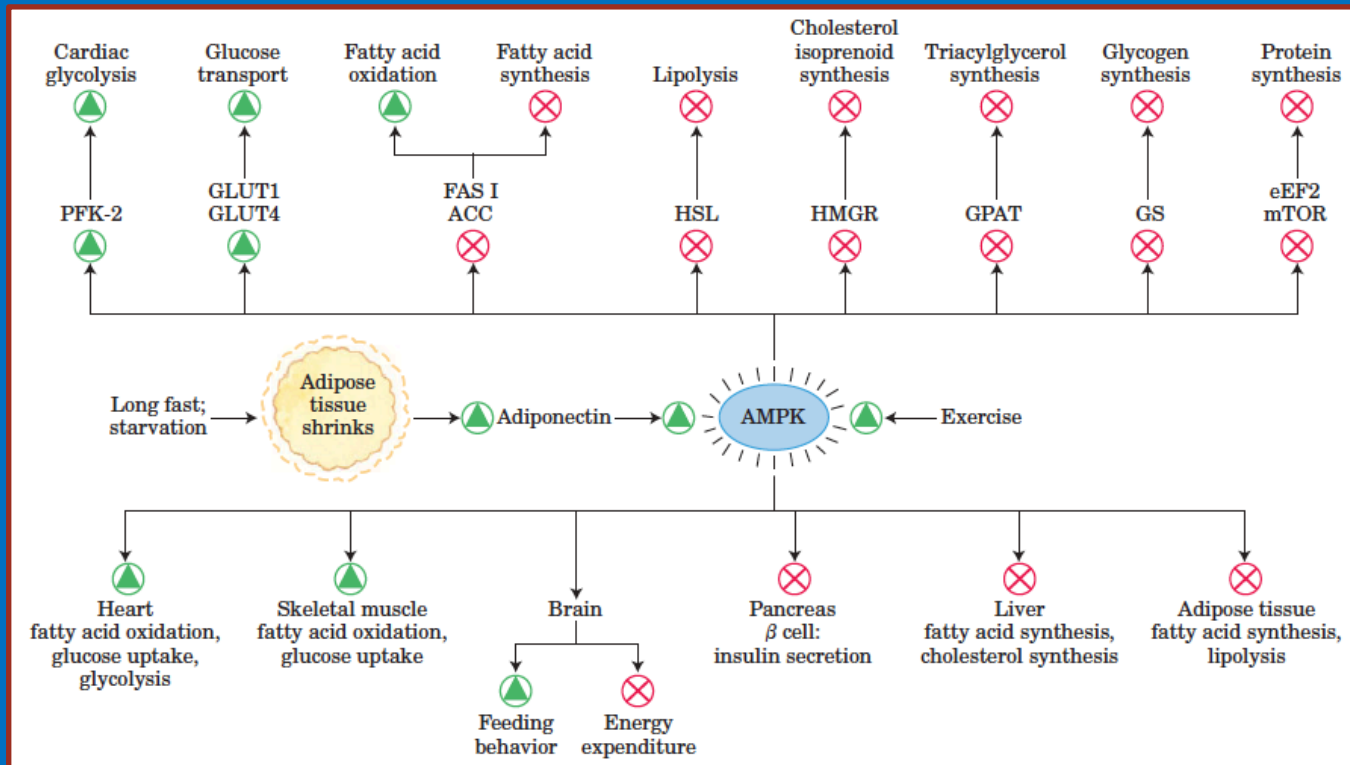 Cardiac
glycolysis
Glucose
transport
Fatty acid
oxidation
Fatty acid
synthesis
Lipolysis
Cholesterol
isoprenoid
synthesis
Triacylglycerol
synthesis
Glycogen
synthesis
Protein
synthesis
PFK-2
GLUT1
GLUT4
FAS I
ACC
HSL
HMGR
GPAT
GS
eEF2
mTOR
Long fast;
starvation
Adipose
tissue
shrinks
Adiponectin
AMPK
Exercise
Heart
fatty acid oxidation,
glucose uptake,
glycolysis
Skeletal muscle
fatty acid oxidation,
glucose uptake
Brain
Feeding
behavior
Energy
expenditure
Pancreas
β cell:
insulin secretion
Liver
fatty acid synthesis,
cholesterol synthesis
Adipose tissue
fatty acid synthesis,
lipolysis